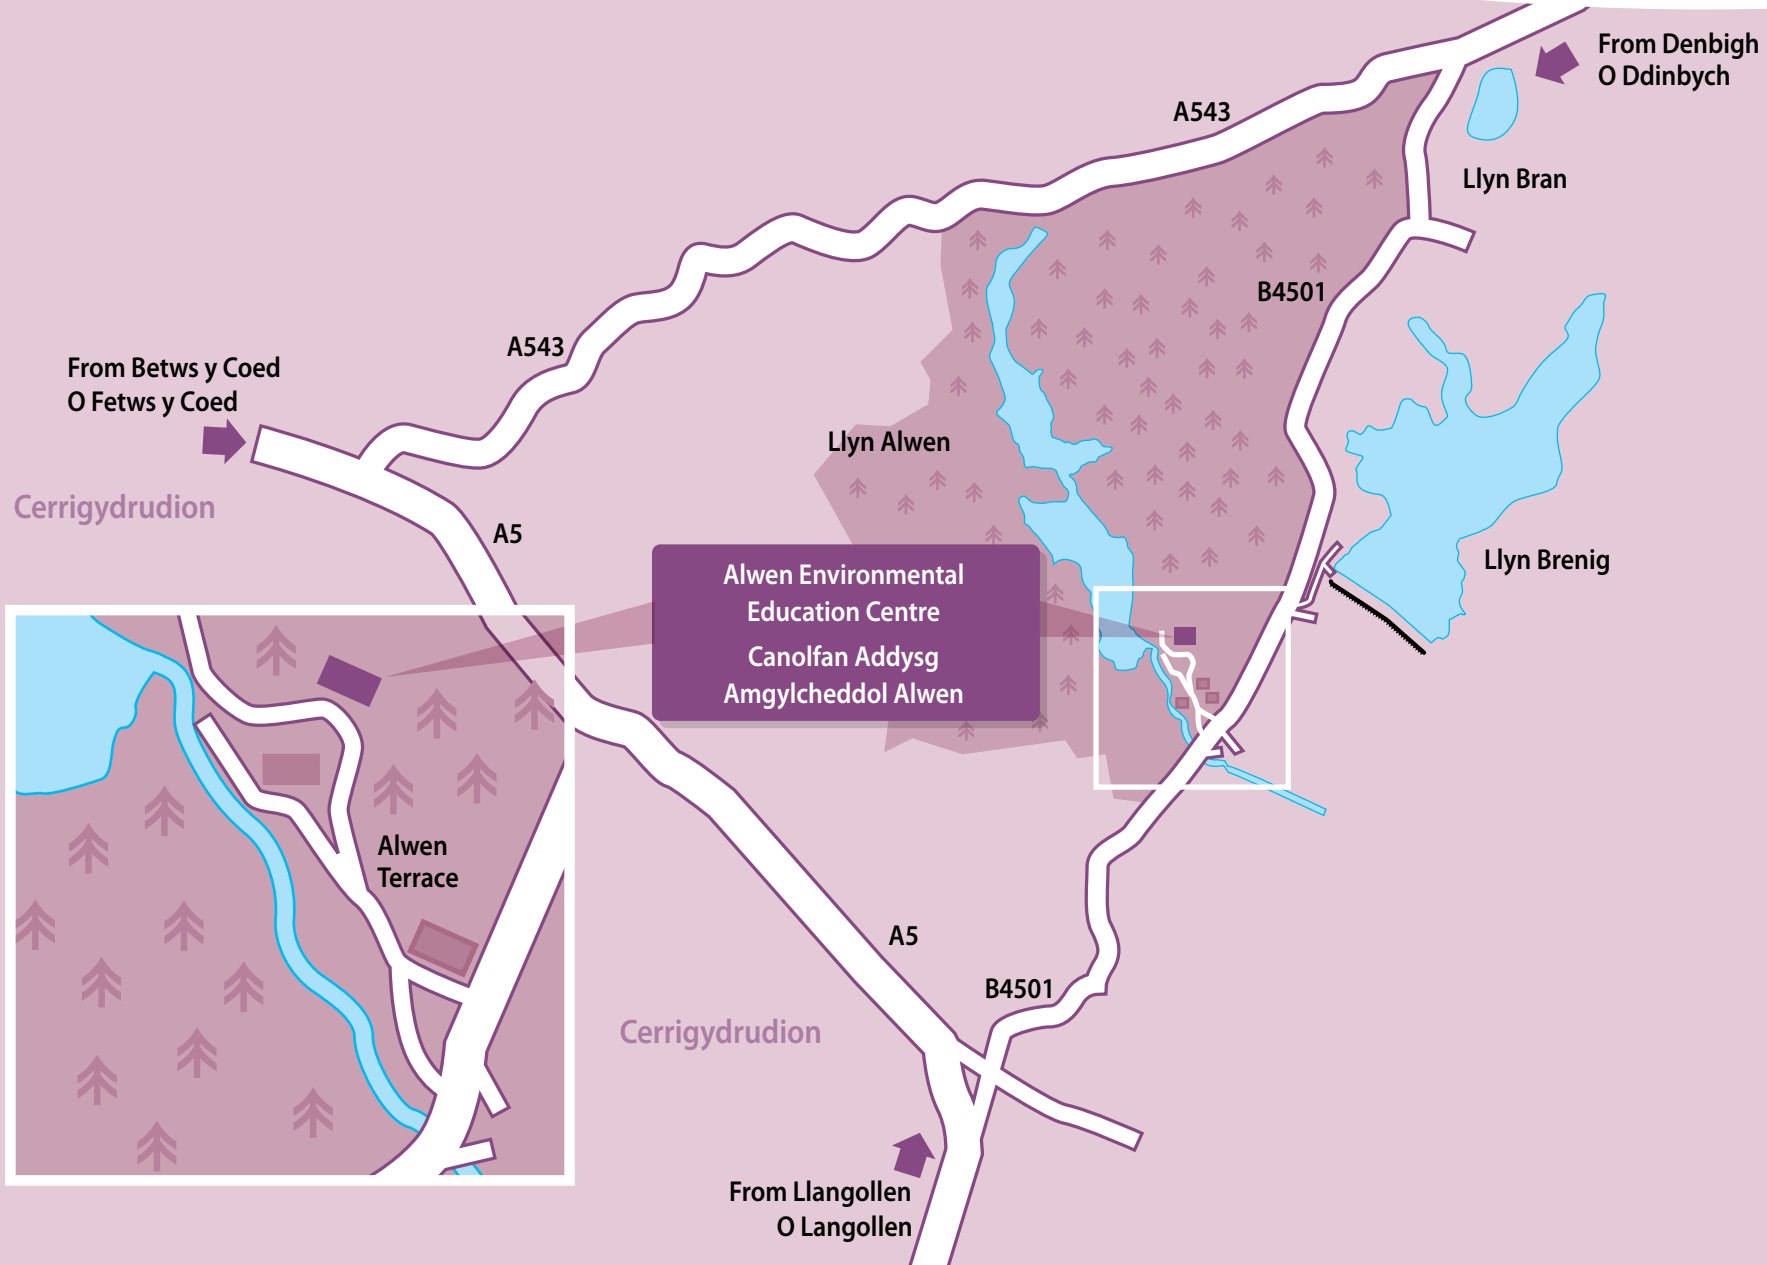 From Denbigh
O Ddinbych
A543
Llyn Bran
B4501
A543
From Betws y Coed
O Fetws y Coed
Llyn Alwen
Cerrigydrudion
A5
Llyn Brenig
Alwen Environmental
Education Centre
Canolfan Addysg
Amgylcheddol Alwen
Alwen
Terrace
A5
B4501
Cerrigydrudion
From Llangollen
O Langollen